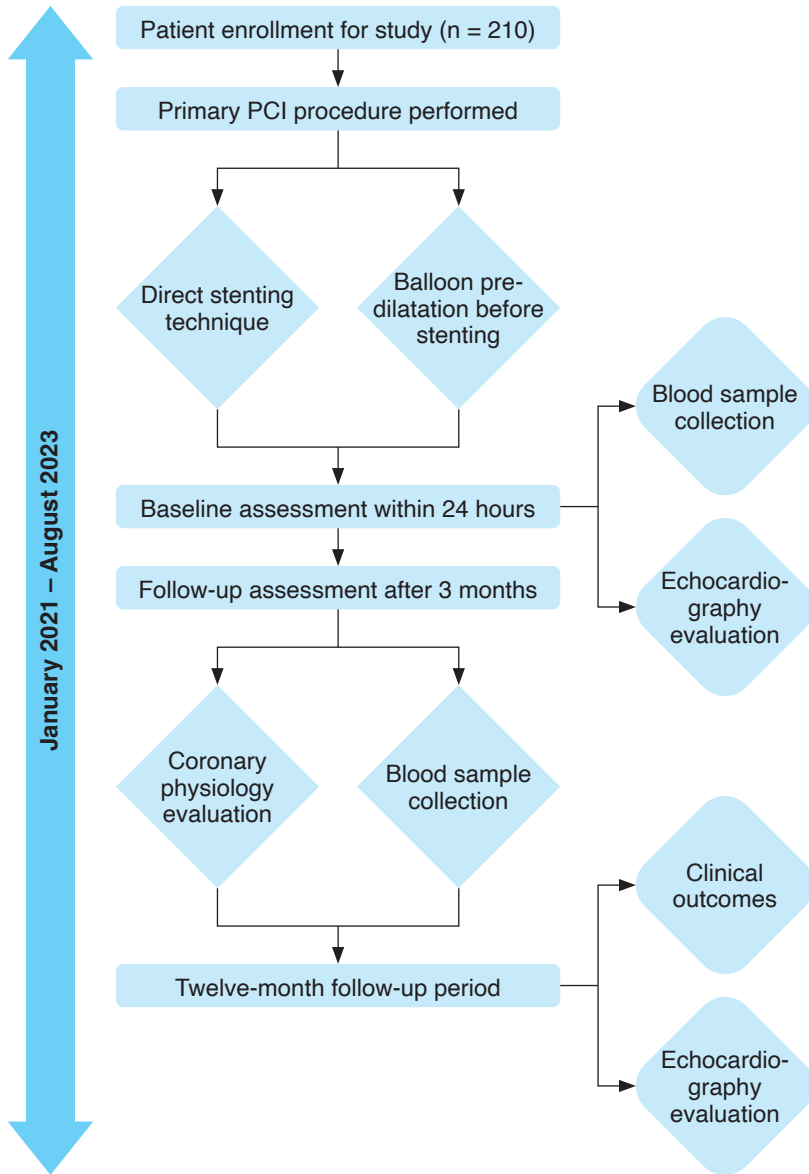 Patient enrollment for study (n = 210)
Primary PCI procedure performed
Direct stenting
technique
Balloon pre-
dilatation before
stenting
Blood sample
collection
Baseline assessment within 24 hours
Echocardio-
graphy
evaluation
Follow-up assessment after 3 months
January 2021 – August 2023
Coronary
physiology
evaluation
Blood sample
collection
Clinical
outcomes
Twelve-month follow-up period
Echocardio-
graphy
evaluation